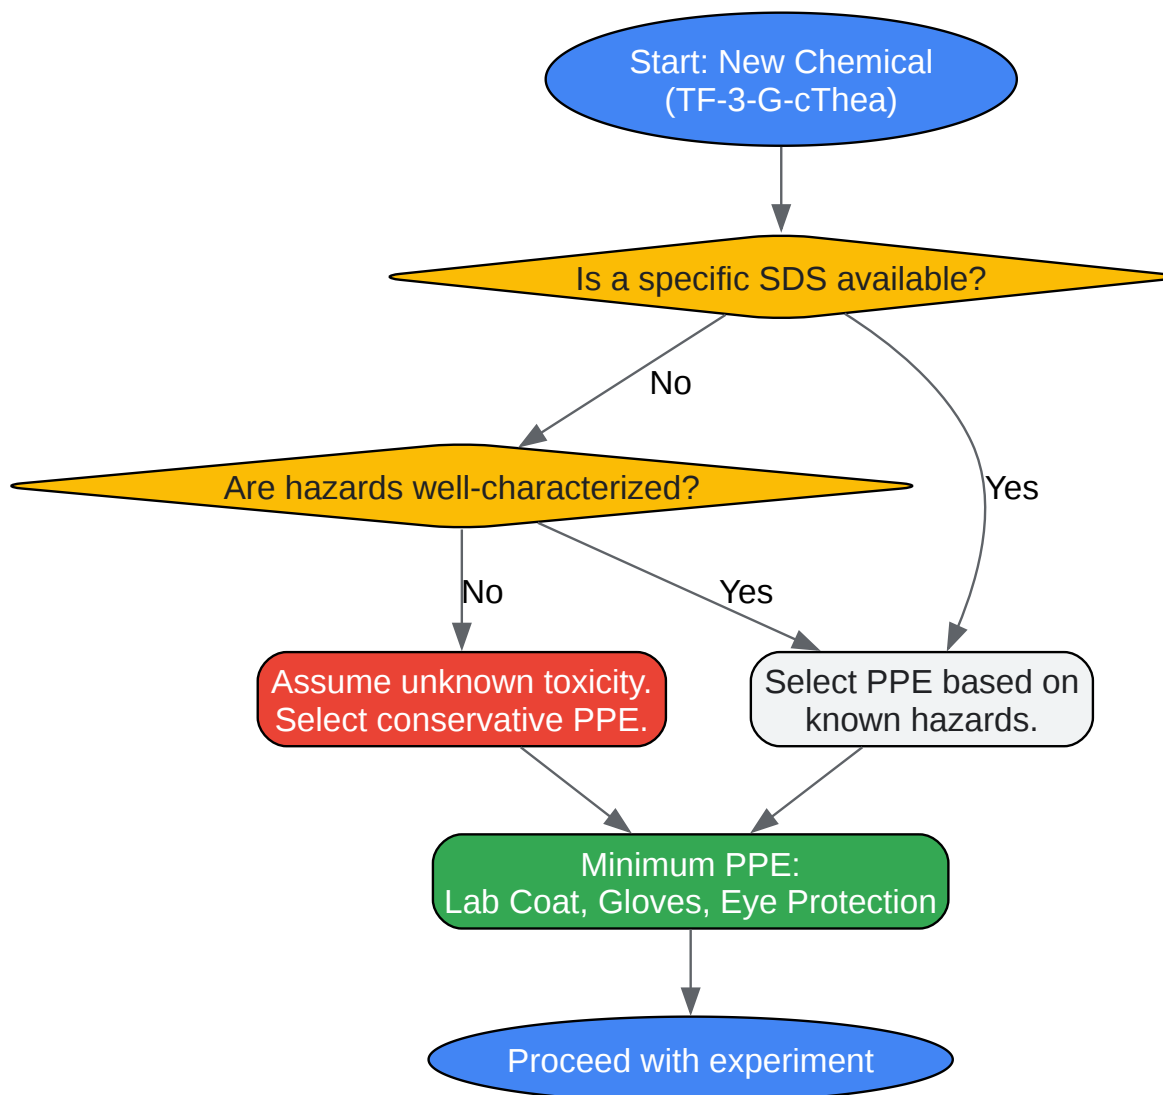 Start: New Chemical
(TF-3-G-cThea)
Is a specific SDS available?
No
Yes
Are hazards well-characterized?
No
Yes
Assume unknown toxicity.
Select conservative PPE.
Select PPE based on
known hazards.
Minimum PPE:
Lab Coat, Gloves, Eye Protection
Proceed with experiment